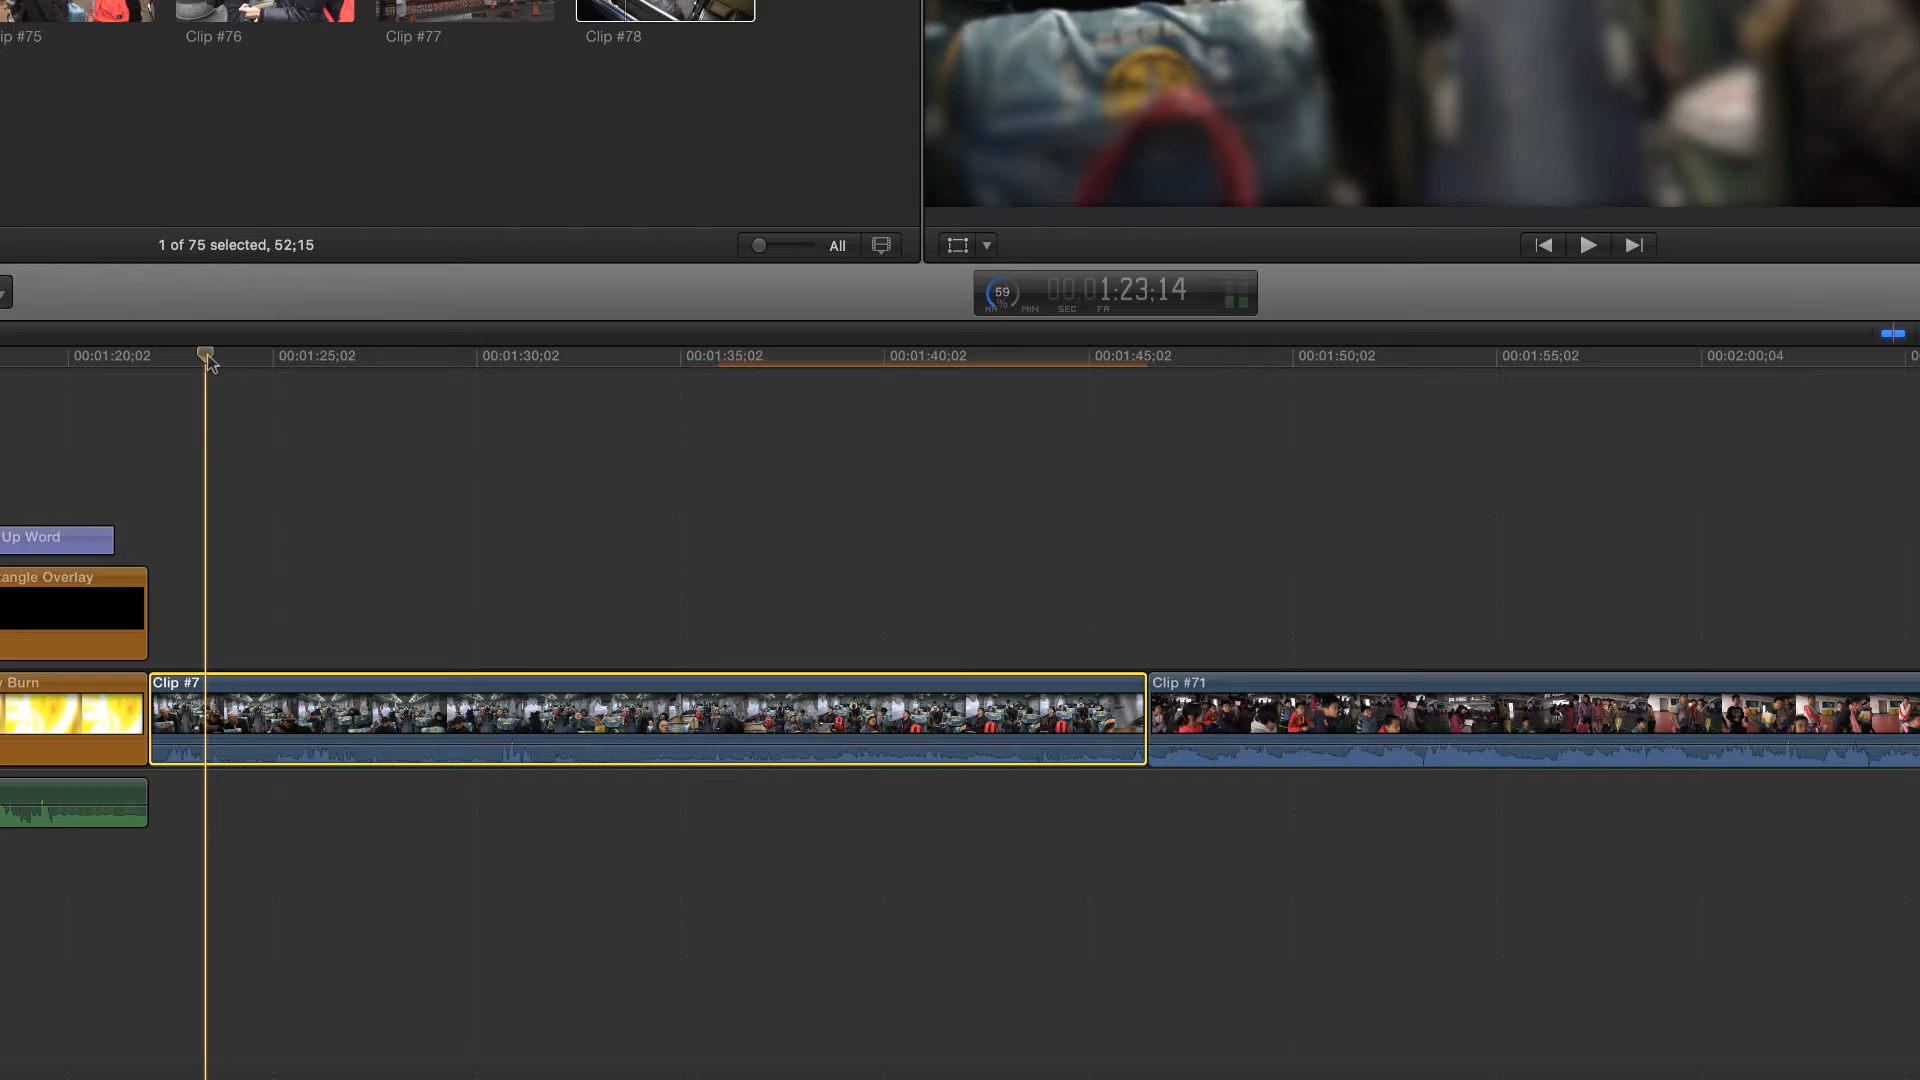 ip #75
Clip #76
Clip #77
Clip #78
1 of 75 selected, 52;15
All
59
%
00:01:23;14
HR
MIN
SEC
FR
00:01:20;02
00:01:25;02
00:01:30;02
00:01:35;02
00:01:40;02
00:01:45;02
00:01:50;02
00:01:55;02
00:02:00;04
0
Up Word
tangle Overlay
Burn
Clip #7
Clip #71